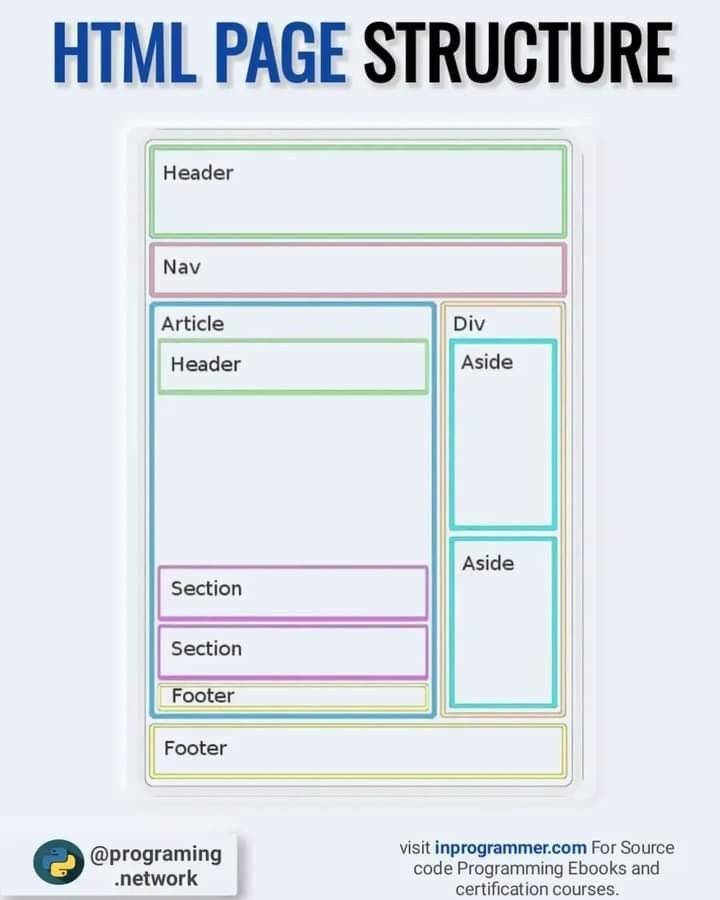 HTML PAGE STRUCTURE
Header
Nav
Article
Header
Section
Section
Footer
Div
Aside
Aside
Footer
@programing
.network
visit inprogrammer.com For Source
code Programming Ebooks and
certification courses.